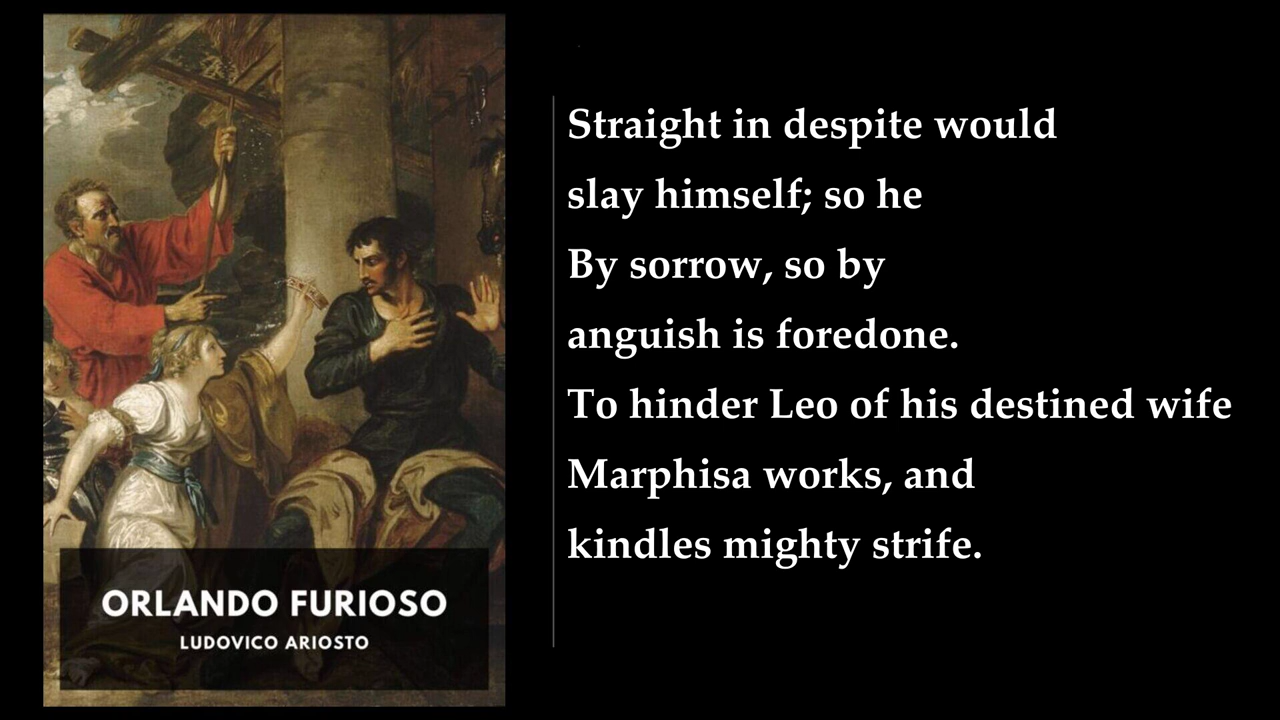 ORLANDO FURIOSO
LUDOVICO ARIOSTO
Straight in despite would
slay himself; so he
By sorrow, so by
anguish is foredone.
To hinder Leo of his destined wife
Marphisa works, and
kindles mighty strife.